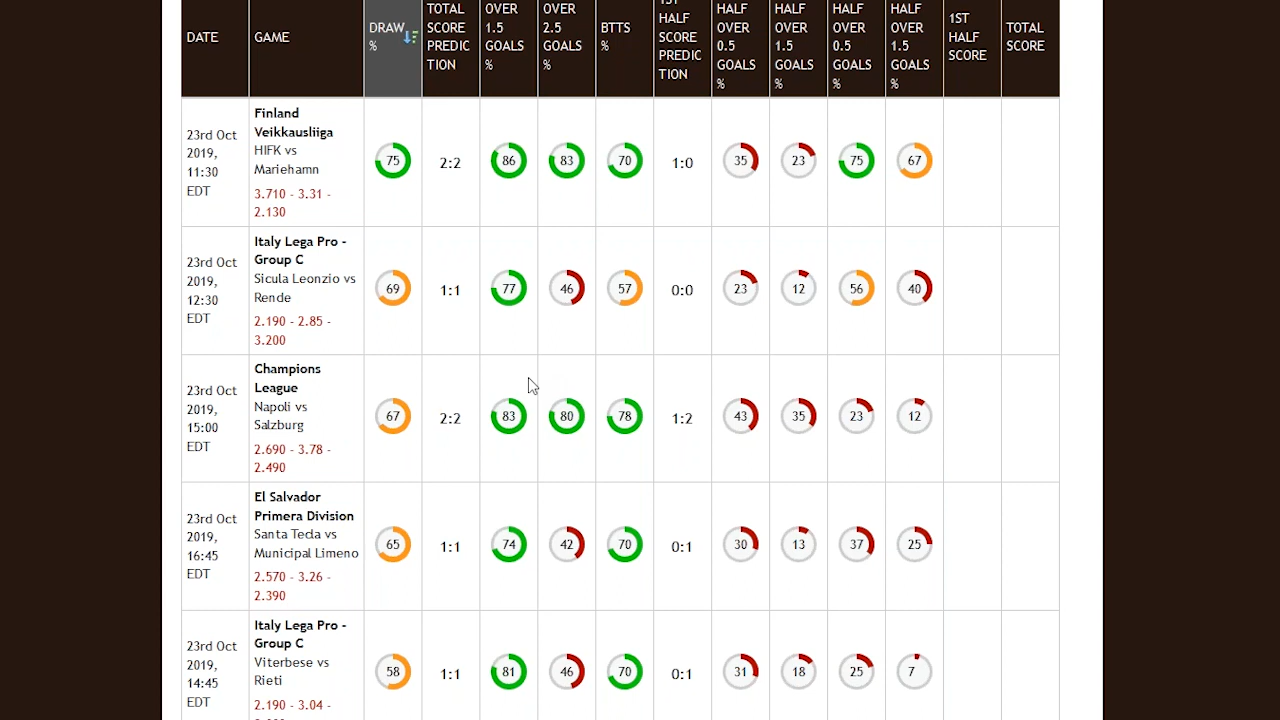 DATE
GAME
DRAW
%
TOTAL
SCORE
PREDIC
TION
OVER
1.5
GOALS
%
OVER
2.5
GOALS
%
BTTS
%
1ST
HALF
SCORE
PREDIC
TION
HALF
OVER
0.5
GOALS
%
HALF
OVER
1.5
GOALS
%
HALF
OVER
0.5
GOALS
%
HALF
OVER
1.5
GOALS
%
1ST
HALF
SCORE
TOTAL
SCORE
23rd Oct
2019,
11:30
EDT
Finland
Veikkausliiga
HIFK vs
Mariehamn
3.710 - 3.31 -
2.130
75
2:2
86
83
70
1:0
35
23
75
67
23rd Oct
2019,
12:30
EDT
Italy Lega Pro -
Group C
Sicula Leonzio vs
Rende
2.190 - 2.85 -
3.200
69
1:1
77
46
57
0:0
23
12
56
40
23rd Oct
2019,
15:00
EDT
Champions
League
Napoli vs
Salzburg
2.690 - 3.78 -
2.490
67
2:2
83
80
78
1:2
43
35
23
12
23rd Oct
2019,
16:45
EDT
El Salvador
Primera Division
Santa Tecla vs
Municipal Limeno
2.570 - 3.26 -
2.390
65
1:1
74
42
70
0:1
30
13
37
25
23rd Oct
2019,
14:45
EDT
Italy Lega Pro -
Group C
Viterbese vs
Rieti
2.190 - 3.04 -
58
1:1
81
46
70
0:1
31
18
25
7